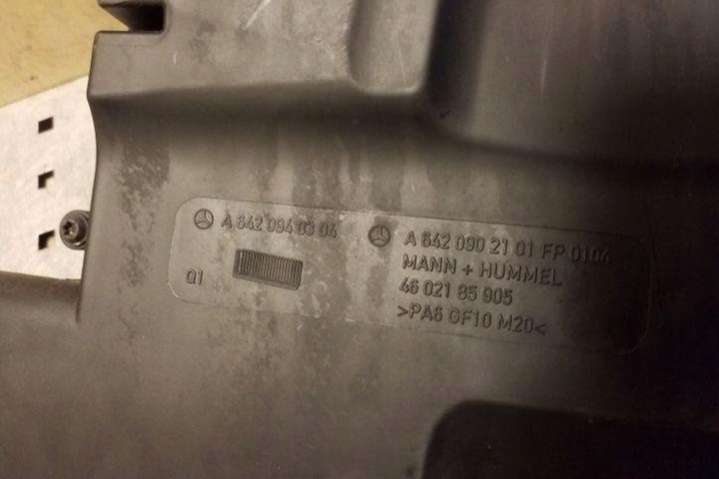 A 642 094 03 04
Q1
A 642 090 21 01 FP 0104
MANN + HUMMEL
46 021 85 905
>PA6 GF10 M20<